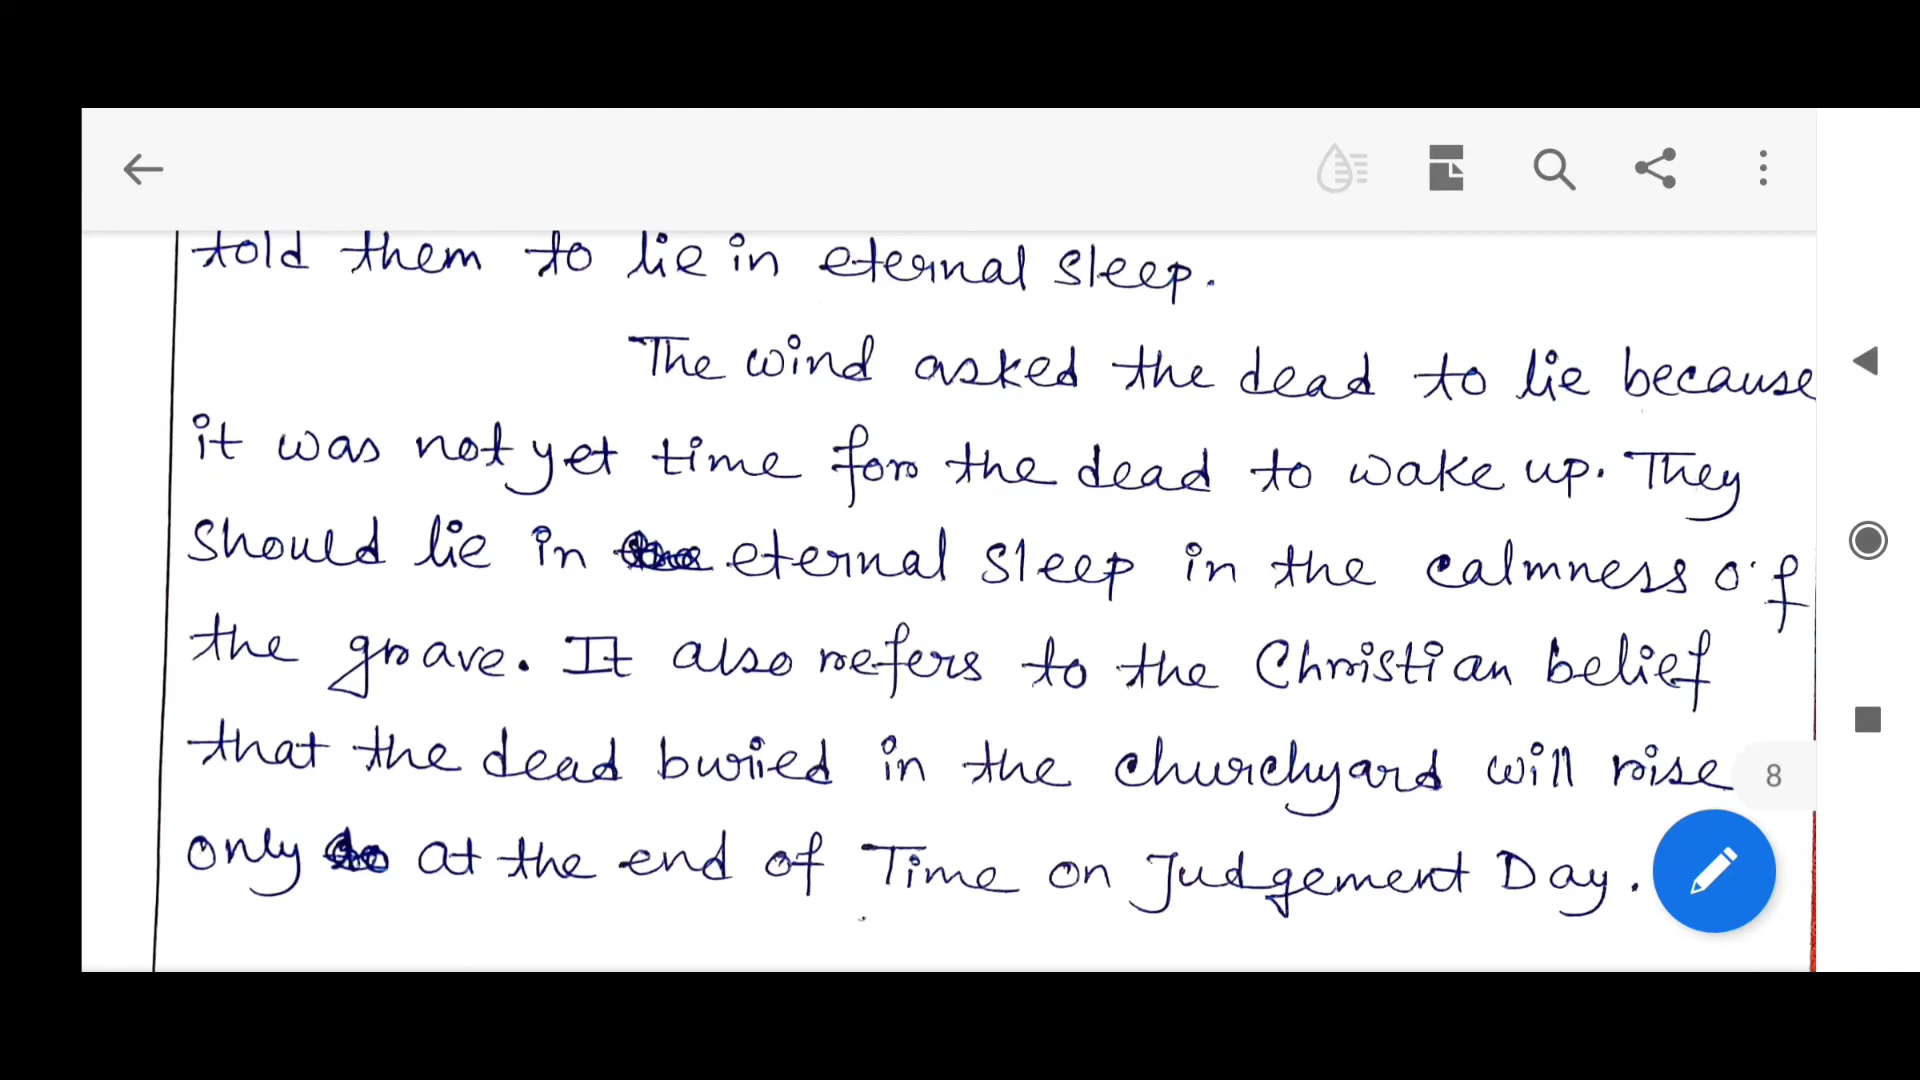 told them to lie in eternal sleep.
The wind asked the dead to lie because
it was not yet time for the dead to wake up. They
should lie in eternal sleep in the calmness of
the grave. It also refers to the Christian belief
that the dead buried in the churchyard will rise
8
only at the end of Time on Judgement Day.